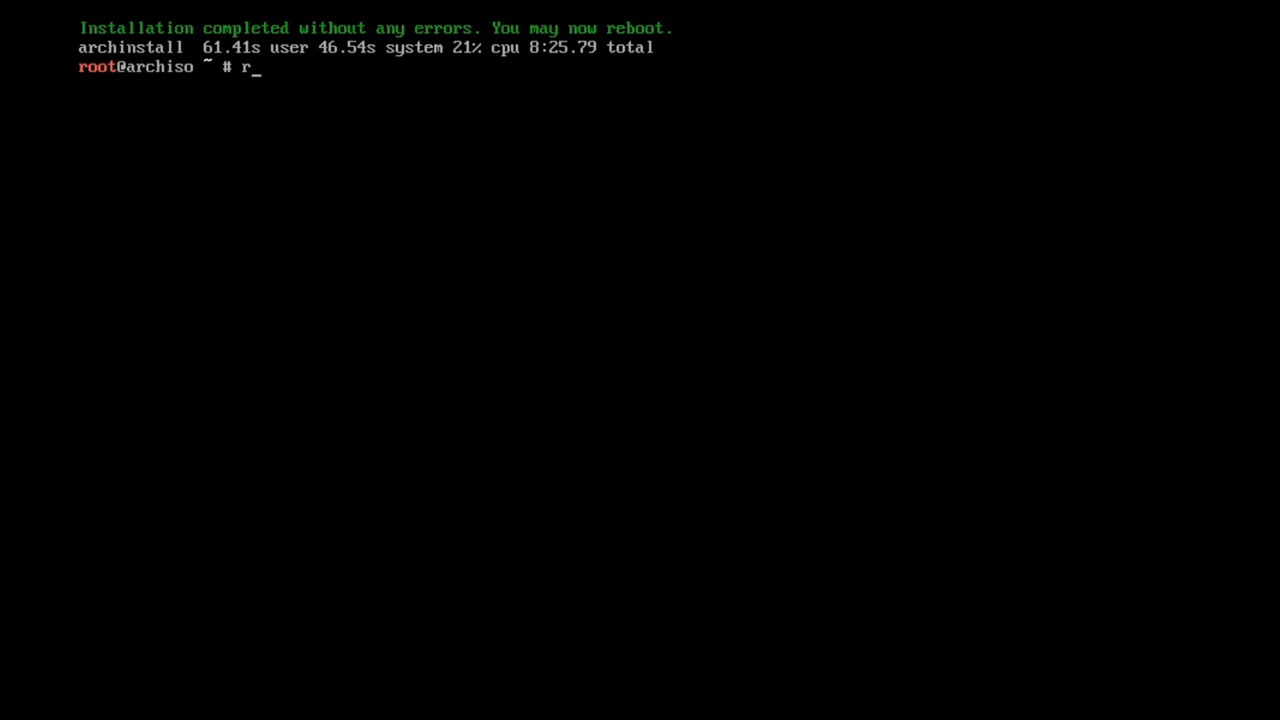 Installation completed without any errors. You may now reboot.
archinstall  61.41s user 46.54s system 21% cpu 8:25.79 total
root@archiso ~ # r_